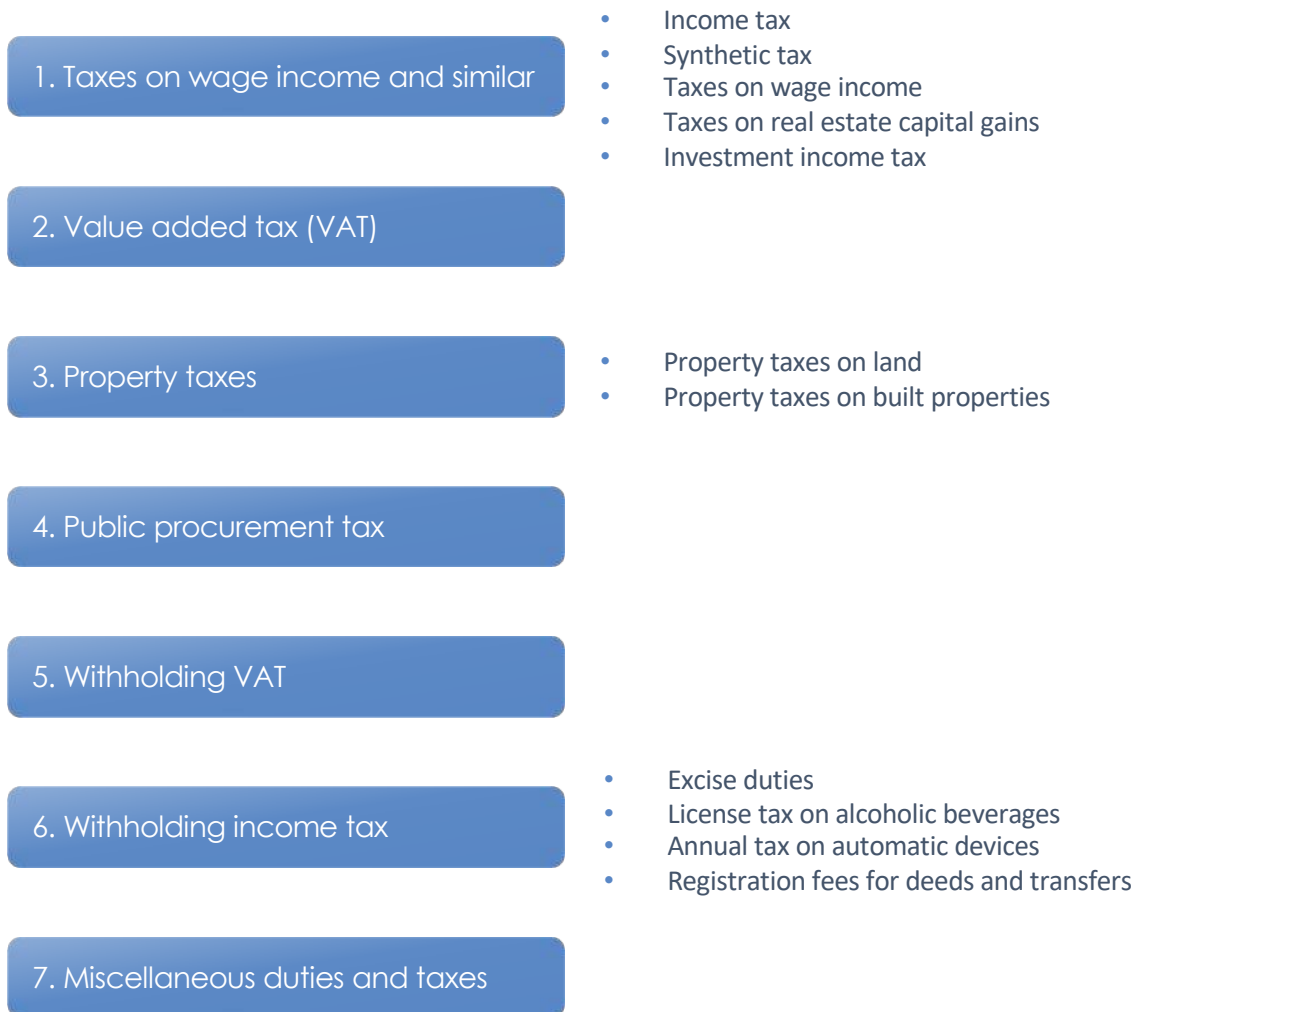 1. Taxes on wage income and similar
• Income tax
• Synthetic tax
• Taxes on wage income
• Taxes on real estate capital gains
• Investment income tax
2. Value added tax (VAT)
3. Property taxes
• Property taxes on land
• Property taxes on built properties
4. Public procurement tax
5. Withholding VAT
6. Withholding income tax
• Excise duties
• License tax on alcoholic beverages
• Annual tax on automatic devices
• Registration fees for deeds and transfers
7. Miscellaneous duties and taxes